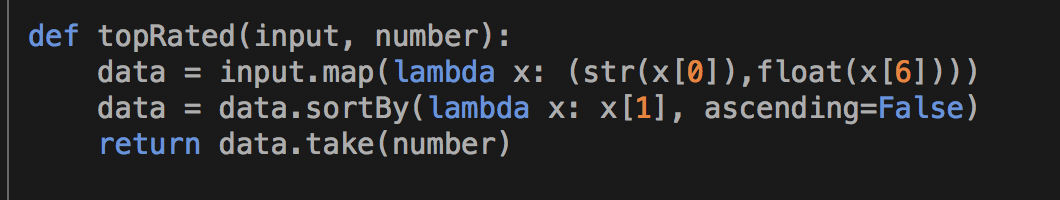 def topRated(input, number):
    data = input.map(lambda x: (str(x[0]),float(x[6])))
    data = data.sortBy(lambda x: x[1], ascending=False)
    return data.take(number)